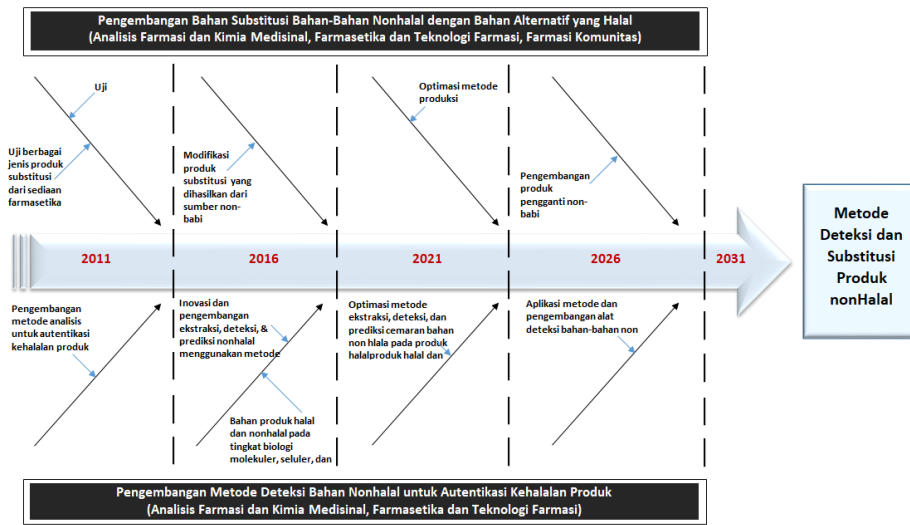 Pengembangan Bahan Substitusi Bahan-Bahan Nonhalal dengan Bahan Alternatif yang Halal
(Analisis Farmasi dan Kimia Medisinal, Farmasetika dan Teknologi Farmasi, Farmasi Komunitas)
Uji
Uji berbagai
jenis produk
substitusi
dari sediaan
farmasetika
Modifikasi
produk
substitusi yang
dihasilkan dari
sumber non-
babi
Optimasi metode
produksi
Pengembangan
produk
pengganti non-
babi
2011
2016
2021
2026
2031
Metode
Deteksi dan
Substitusi
Produk
nonHalal
Pengembangan
metode analisis
untuk autentikasi
kehalalan produk
Inovasi dan
pengembangan
ekstraksi, deteksi, &
prediksi nonhalal
menggunakan metode
Bahan produk halal
dan nonhalal pada
tingkat biologi
molekuler, seluler, dan
Optimasi metode
ekstraksi, deteksi, dan
prediksi cemaran bahan
non hlala pada produk
halalproduk halal dan
Aplikasi metode dan
pengembangan alat
deteksi bahan-bahan non
Pengembangan Metode Deteksi Bahan Nonhalal untuk Autentikasi Kehalalan Produk
(Analisis Farmasi dan Kimia Medisinal, Farmasetika dan Teknologi Farmasi)